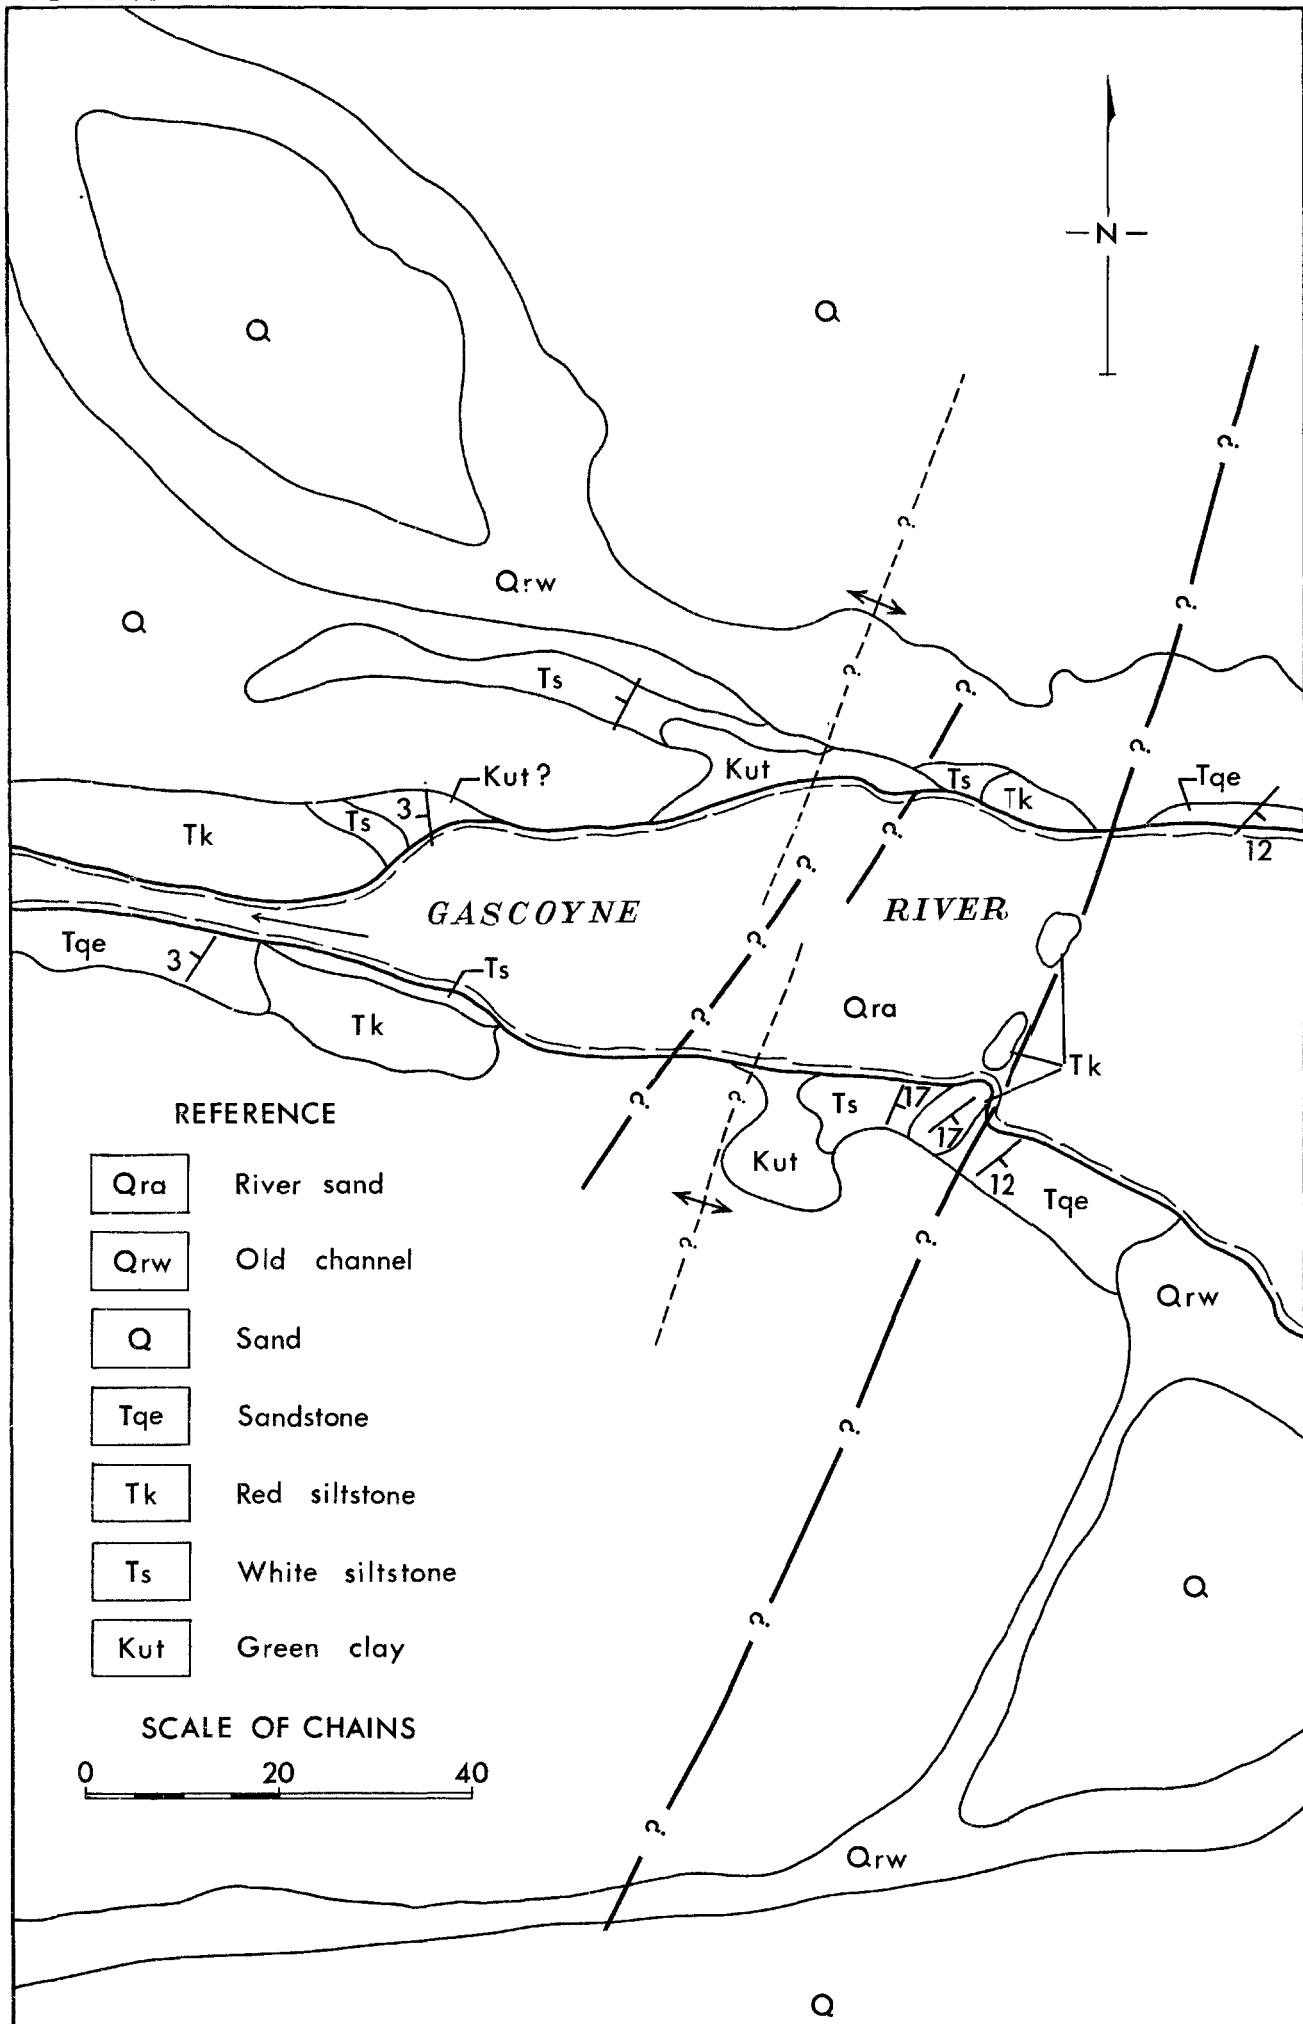 N
Q
Q
?
?
Qrw
?
Q
?
Ts
?
?
Kut
Ts
Tk
Tqe
Kut?
3
Ts
Tk
12
?
?
GASCOYNE RIVER
Tqe
3
?
Ts
Qra
?
Tk
Tk
?
?
Ts
17
17
Kut
12
Tqe
?
?
Qrw
REFERENCE
Qra River sand
Qrw Old channel
Q Sand
Tqe Sandstone
Tk Red siltstone
Ts White siltstone
Kut Green clay
?
Q
?
SCALE OF CHAINS
0 20 40
?
Qrw
Q